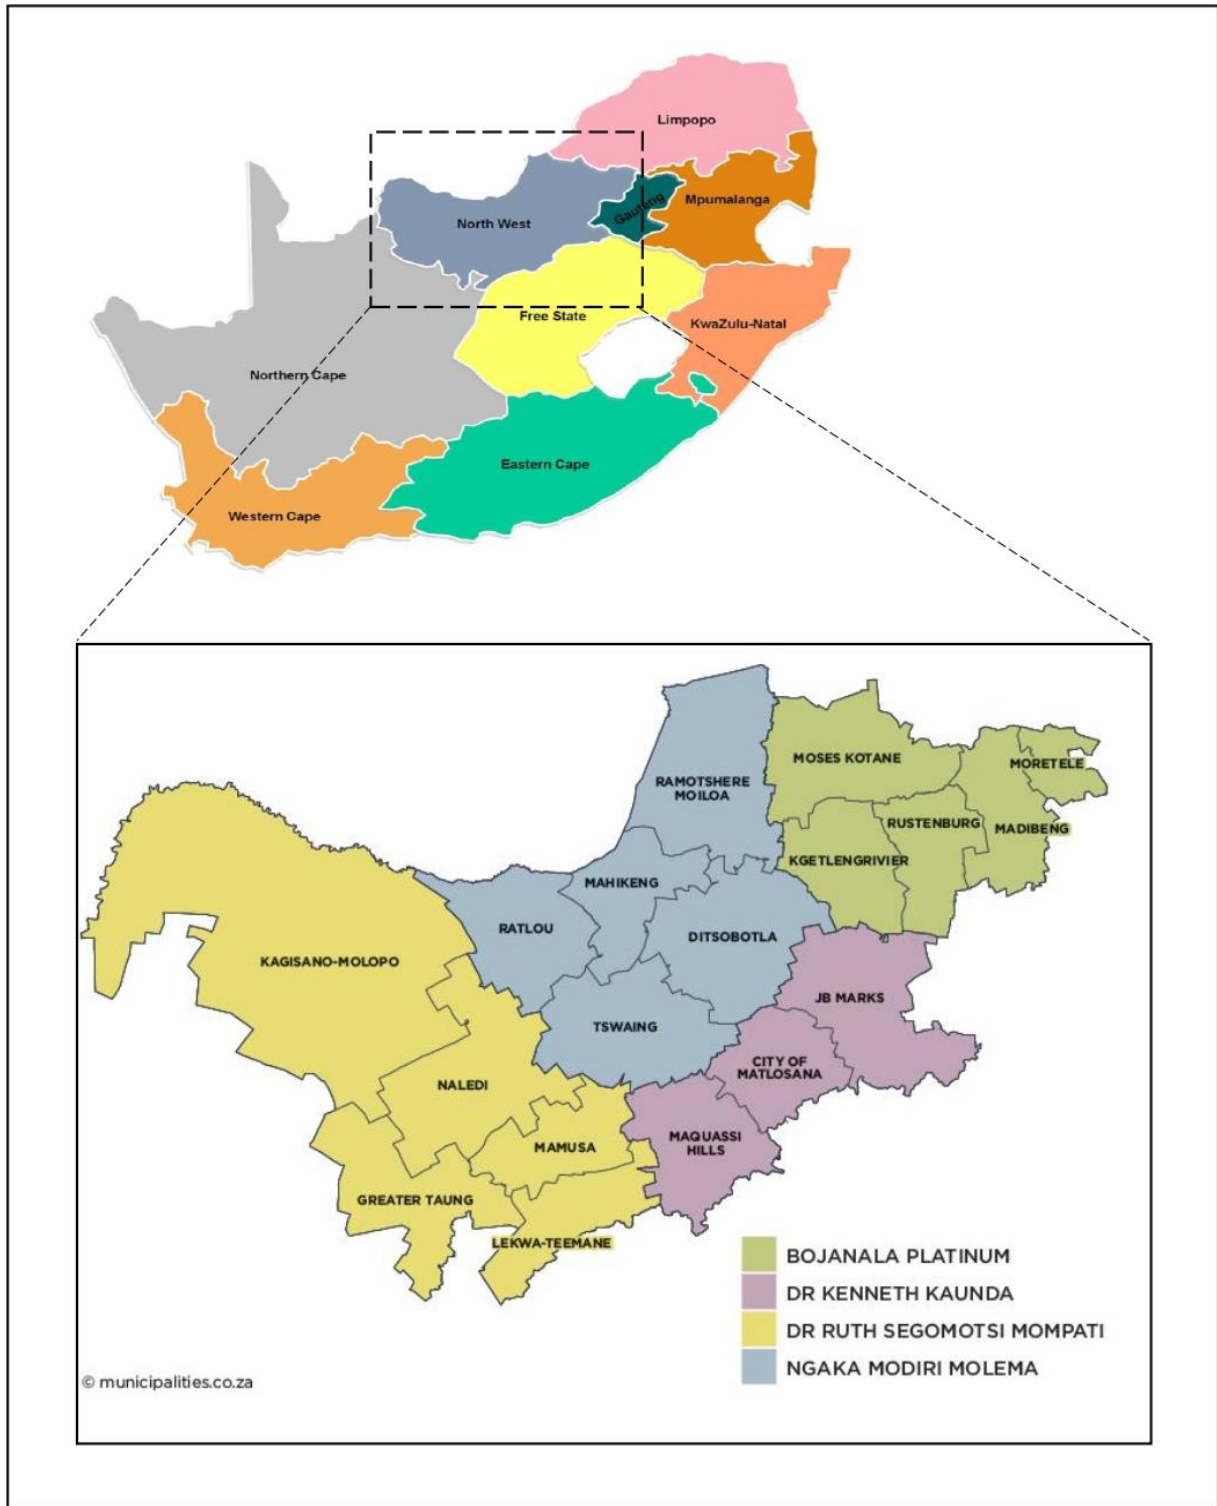 Limpopo
Mpumalanga
Gauteng
North West
Free State
KwaZulu-Natal
Northern Cape
Eastern Cape
Western Cape
MOSES KOTANE
MORETELE
RAMOTSHERE
MOILOA
RUSTENBURG
MADIBENG
KGETLENGRIVIER
MAHIKENG
RATLOU
DITSOBOTLA
KAGISANO-MOLOPO
JB MARKS
TSWAING
CITY OF
MATLOSANA
NALEDI
MAQUASSI
HILLS
MAMUSA
GREATER TAUNG
LEKWA-TEEMANE
BOJANALA PLATINUM
DR KENNETH KAUNDA
DR RUTH SEGOMOTSI MOMPATI
NGAKA MODIRI MOLEMA
© municipalities.co.za